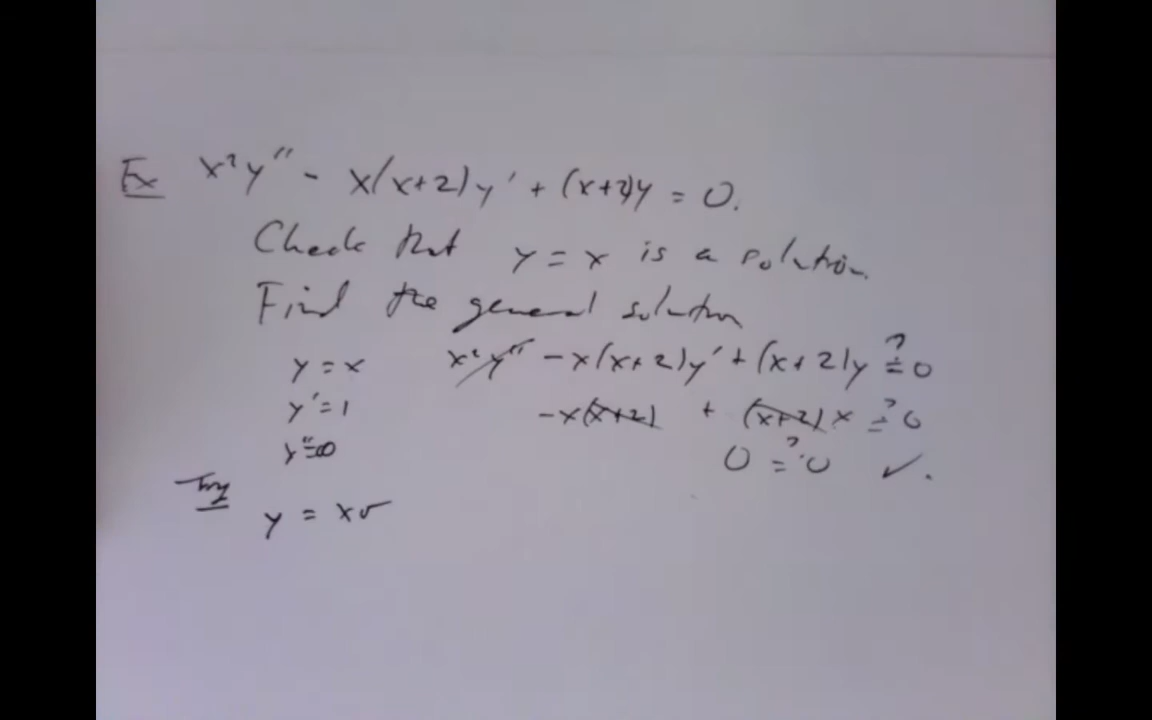 Ex x²y″ - x(x+2)y′ + (x+2)y = 0.
Check that y = x is a solution.
Find the general solution
y = x x²y″ - x(x+2)y′ + (x+2)y ≟ 0
y′ = 1 -x(x+2) + (x+2)x ≟ 0
y″ = 0 0 ≟ 0 ✓.
Try y = xv